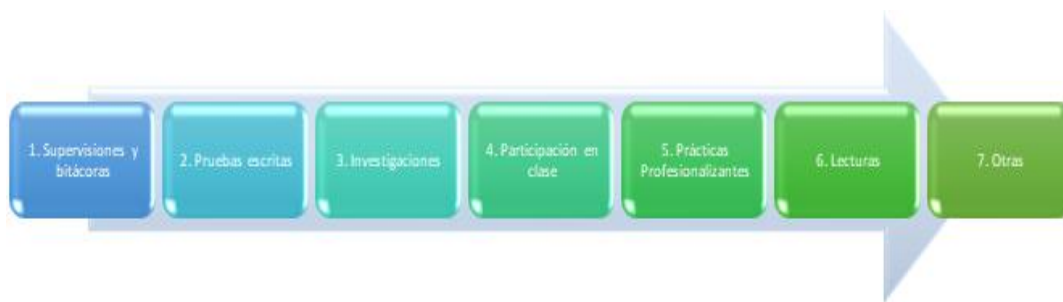 1. Supervisiones y
bitácoras
2. Pruebas escritas
3. Investigaciones
4. Participación en
clase
5. Prácticas
Profesionalizantes
6. Lecturas
7. Otras